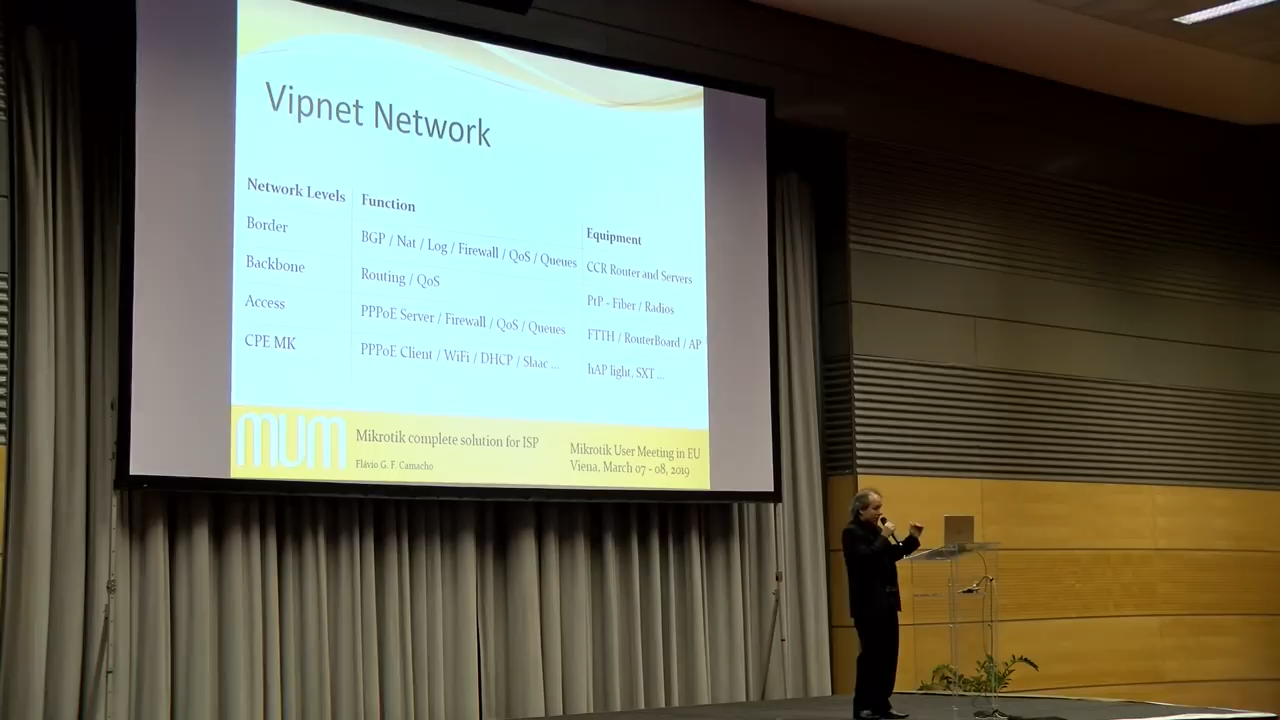 Vipnet Network
Network Levels Function Equipment
Border BGP / Nat / Log / Firewall / QoS / Queues CCR Router and Servers
Backbone Routing / QoS PtP - Fiber / Radios
Access PPPoE Server / Firewall / QoS / Queues FTTH / RouterBoard / AP
CPE MK PPPoE Client / WiFi / DHCP / Slaac ... hAP light, SXT ...
MUM
Mikrotik complete solution for ISP
Flávio G. F. Camacho
Mikrotik User Meeting in EU
Viena, March 07 - 08, 2019